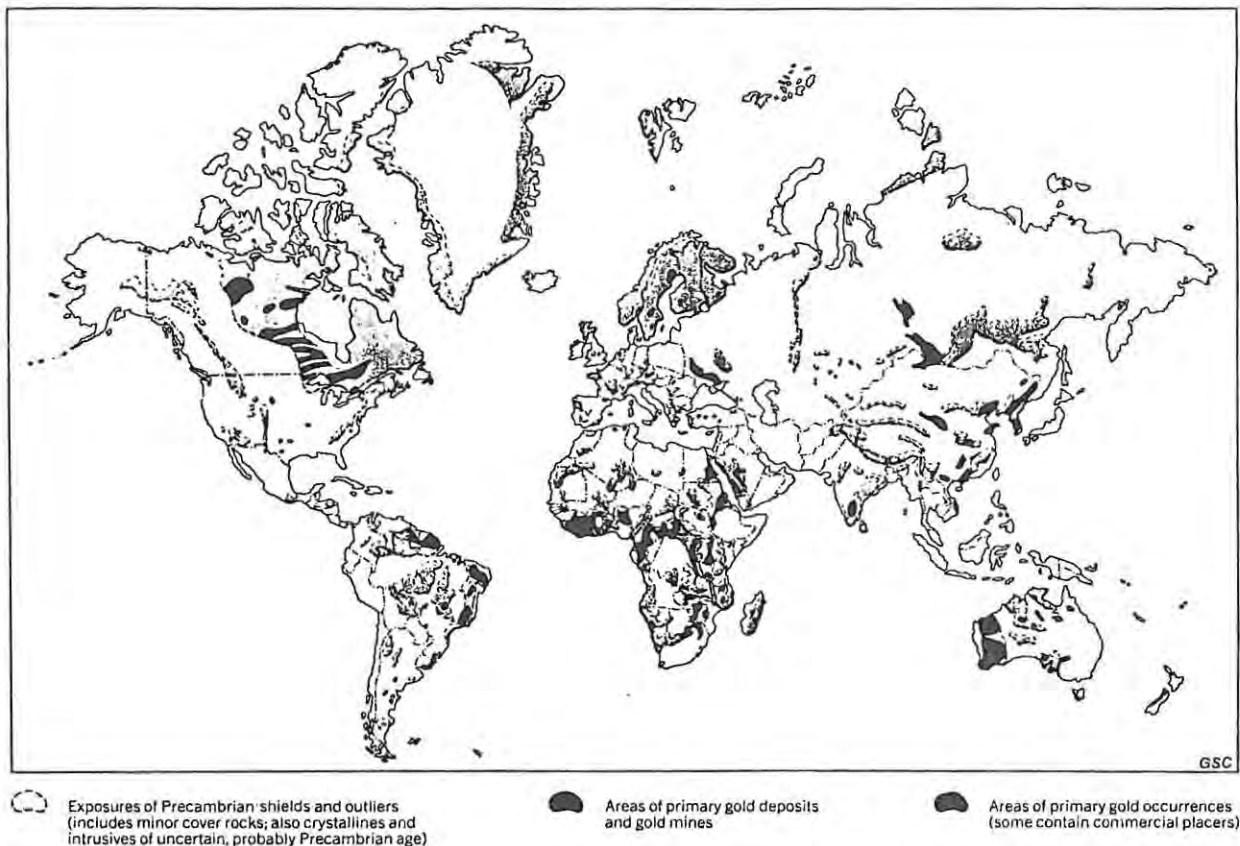 GSC
Exposures of Precambrian shields and outliers
(includes minor cover rocks; also crystallines and
intrusives of uncertain, probably Precambrian age)
Areas of primary gold deposits
and gold mines
Areas of primary gold occurrences
(some contain commercial placers)